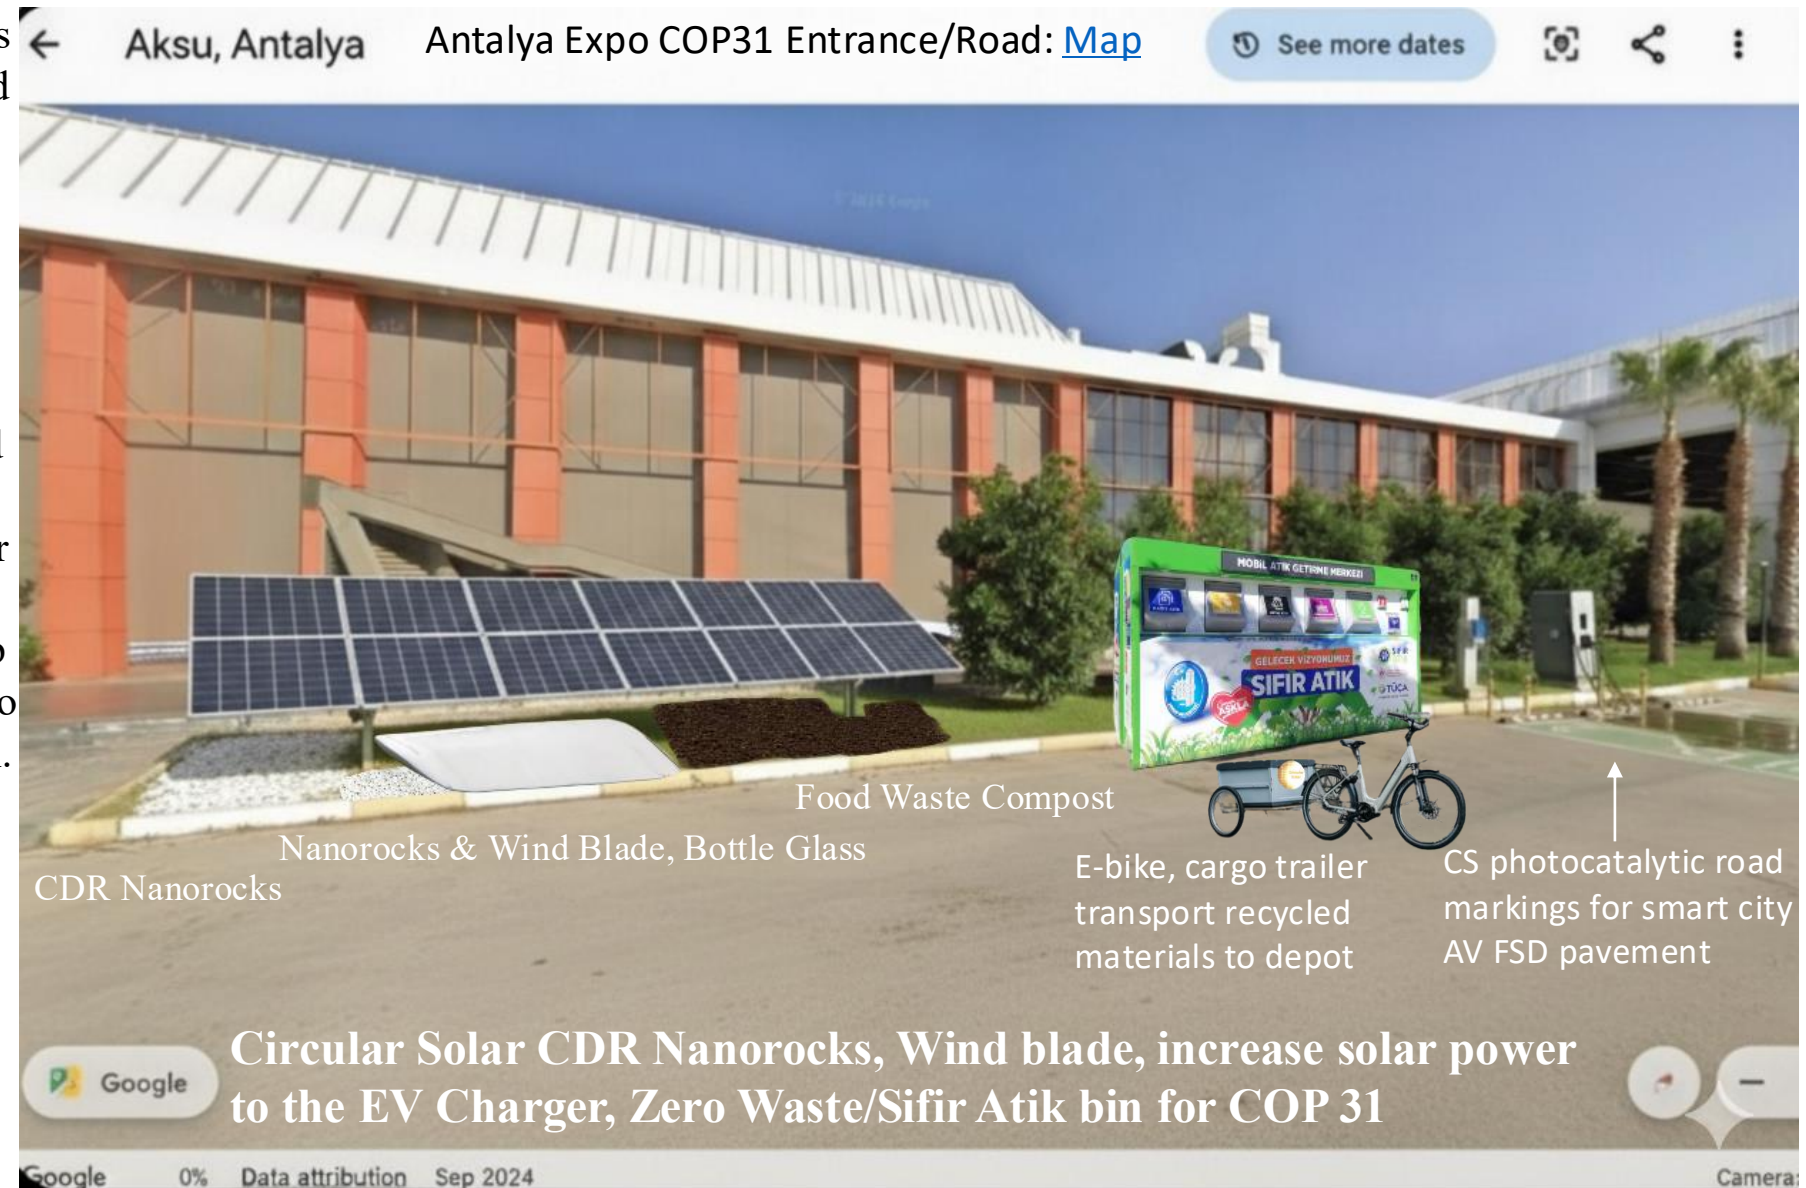 s
d
d
r
o
o
.
Aksu, Antalya
Antalya Expo COP31 Entrance/Road: Map
See more dates
MOBİL ATIK GETİRME MERKEZİ
GELECEK VİZYONUMUZ
SIFIR ATIK
TÜÇA
Food Waste Compost
Nanorocks & Wind Blade, Bottle Glass
CDR Nanorocks
E-bike, cargo trailer
transport recycled
materials to depot
CS photocatalytic road
markings for smart city
AV FSD pavement
Circular Solar CDR Nanorocks, Wind blade, increase solar power
to the EV Charger, Zero Waste/Sifir Atik bin for COP 31
Google
Google 0% Data attribution Sep 2024
Camera: